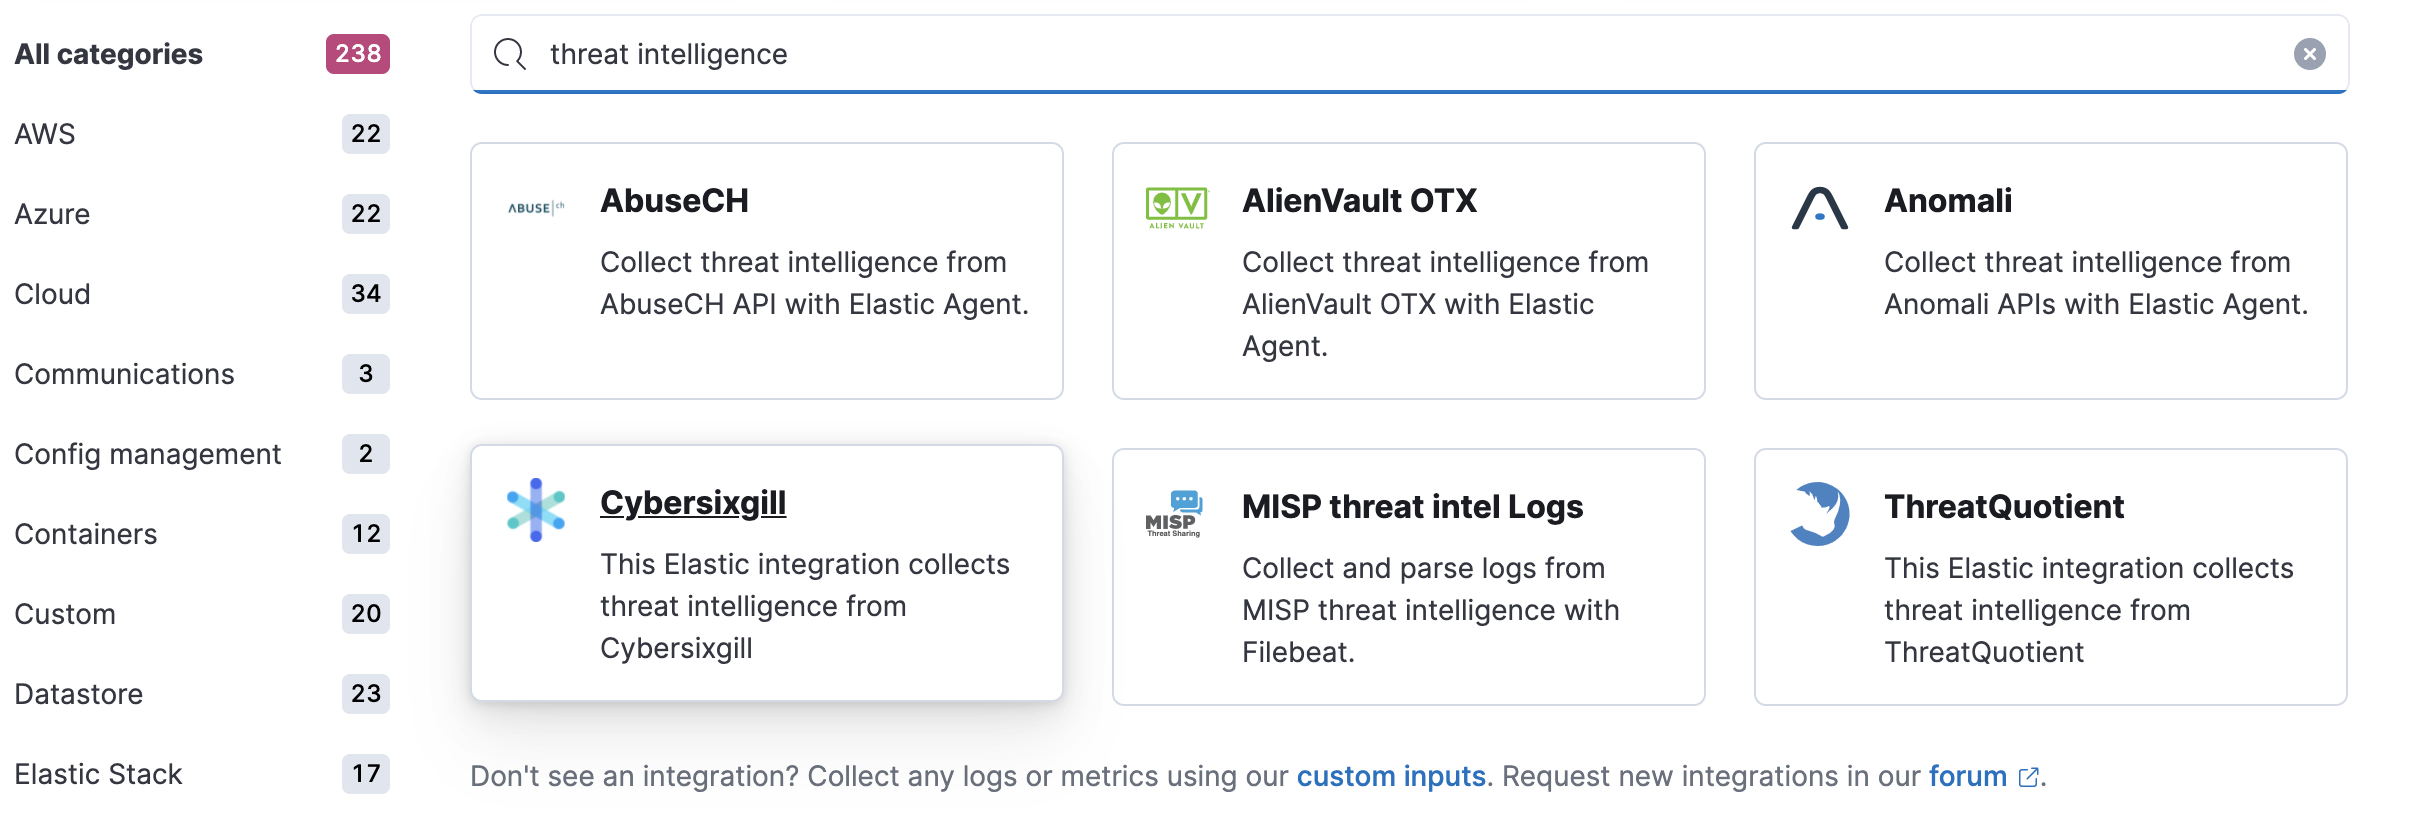 All categories 238
AWS 22
Azure 22
Cloud 34
Communications 3
Config management 2
Containers 12
Custom 20
Datastore 23
Elastic Stack 17
threat intelligence
ABUSE|ch
AbuseCH
Collect threat intelligence from
AbuseCH API with Elastic Agent.
V
ALIEN VAULT
AlienVault OTX
Collect threat intelligence from
AlienVault OTX with Elastic
Agent.
Anomali
Collect threat intelligence from
Anomali APIs with Elastic Agent.
Cybersixgill
This Elastic integration collects
threat intelligence from
Cybersixgill
MISP
Threat Sharing
MISP threat intel Logs
Collect and parse logs from
MISP threat intelligence with
Filebeat.
ThreatQuotient
This Elastic integration collects
threat intelligence from
ThreatQuotient
Don't see an integration? Collect any logs or metrics using our custom inputs. Request new integrations in our forum.